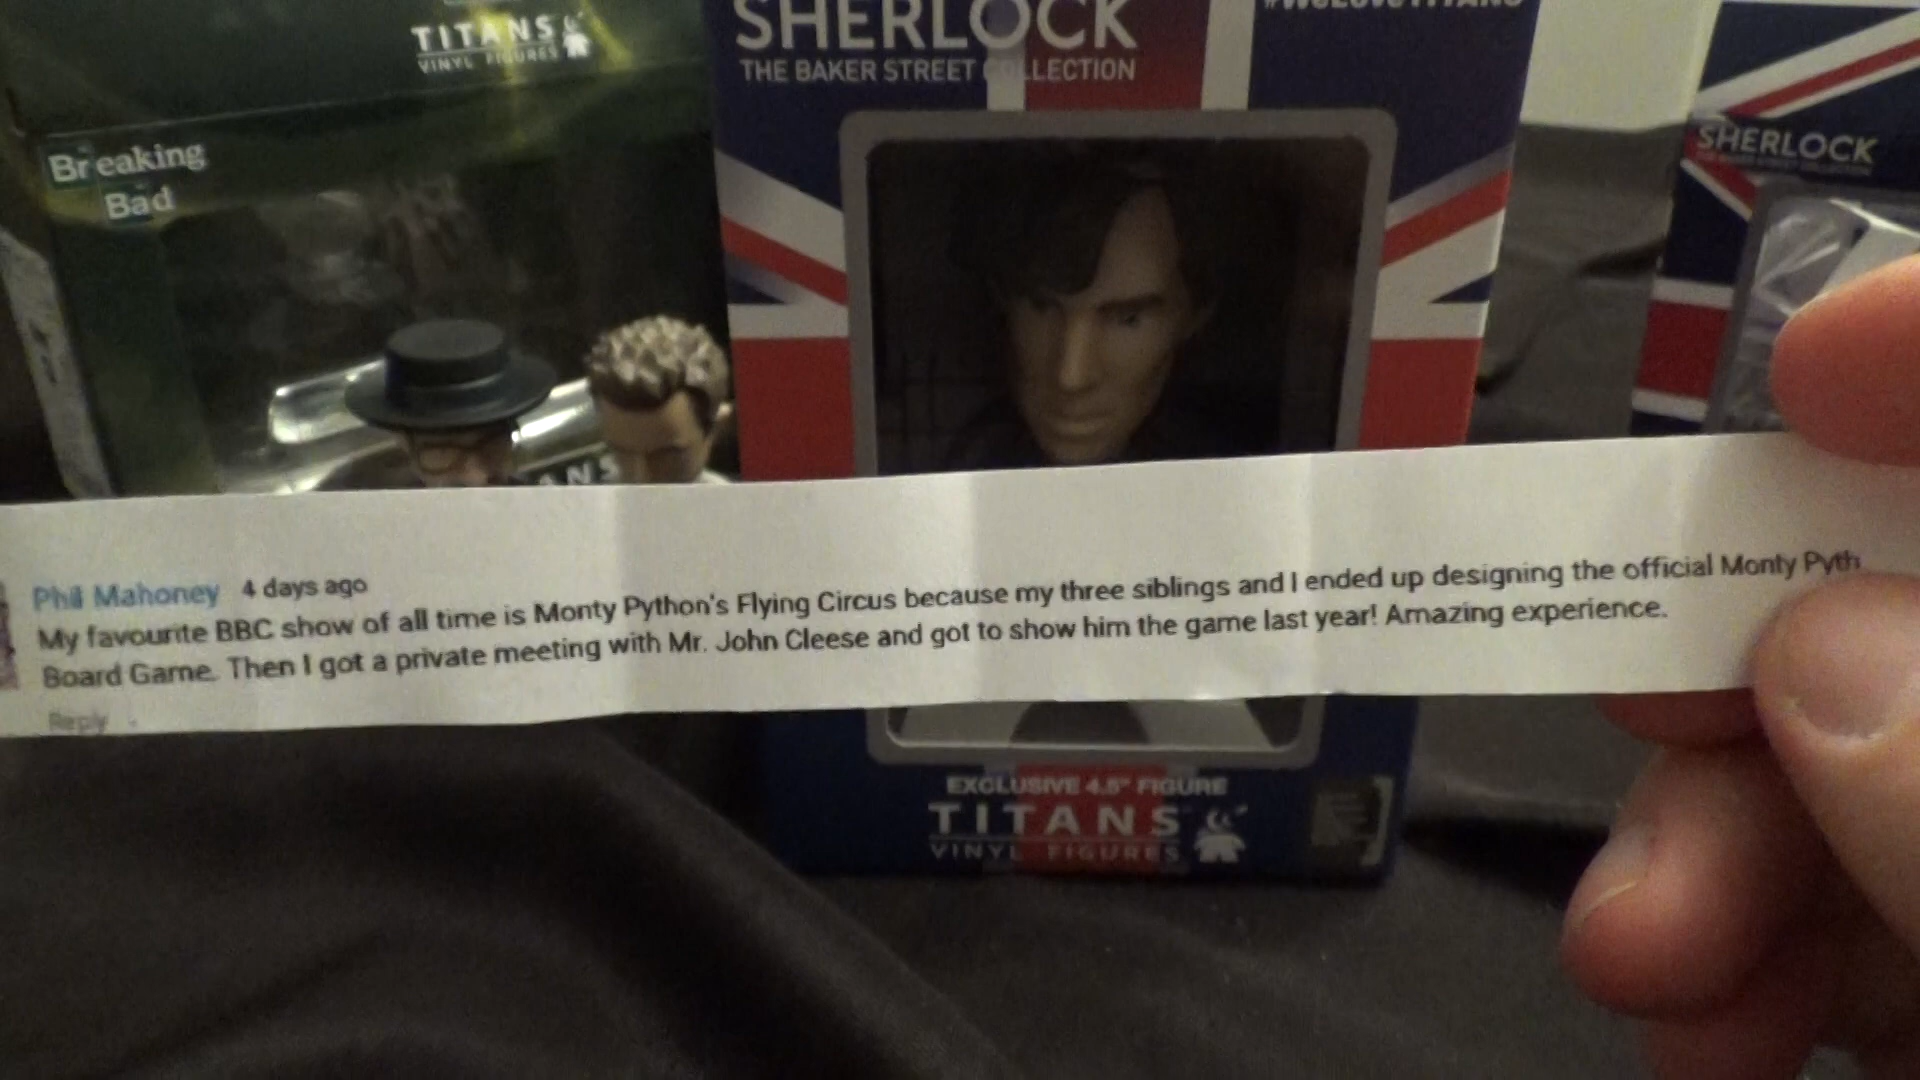 TITANS
VINYL FIGURES
Breaking
Bad
SHERLOCK
THE BAKER STREET COLLECTION
SHERLOCK
ANS
Phil Mahoney 4 days ago
My favourite BBC show of all time is Monty Python's Flying Circus because my three siblings and I ended up designing the official Monty Pyth
Board Game. Then I got a private meeting with Mr. John Cleese and got to show him the game last year! Amazing experience.
Reply
EXCLUSIVE 4.5" FIGURE
TITANS
VINYL FIGURES